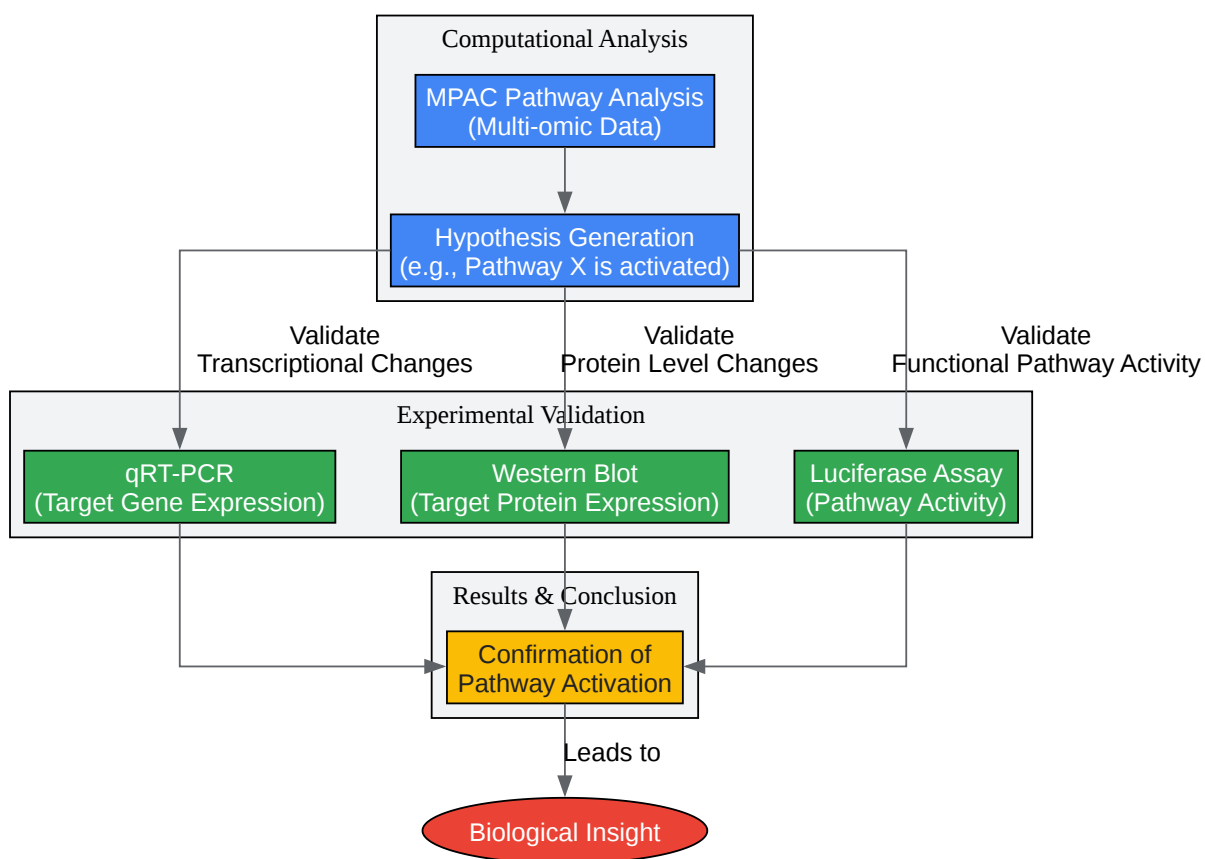 Computational Analysis
MPAC Pathway Analysis
(Multi-omic Data)
Hypothesis Generation
(e.g., Pathway X is activated)
Validate
Transcriptional Changes
Validate
Protein Level Changes
Validate
Functional Pathway Activity
Experimental Validation
qRT-PCR
(Target Gene Expression)
Western Blot
(Target Protein Expression)
Luciferase Assay
(Pathway Activity)
Results & Conclusion
Confirmation of
Pathway Activation
Leads to
Biological Insight